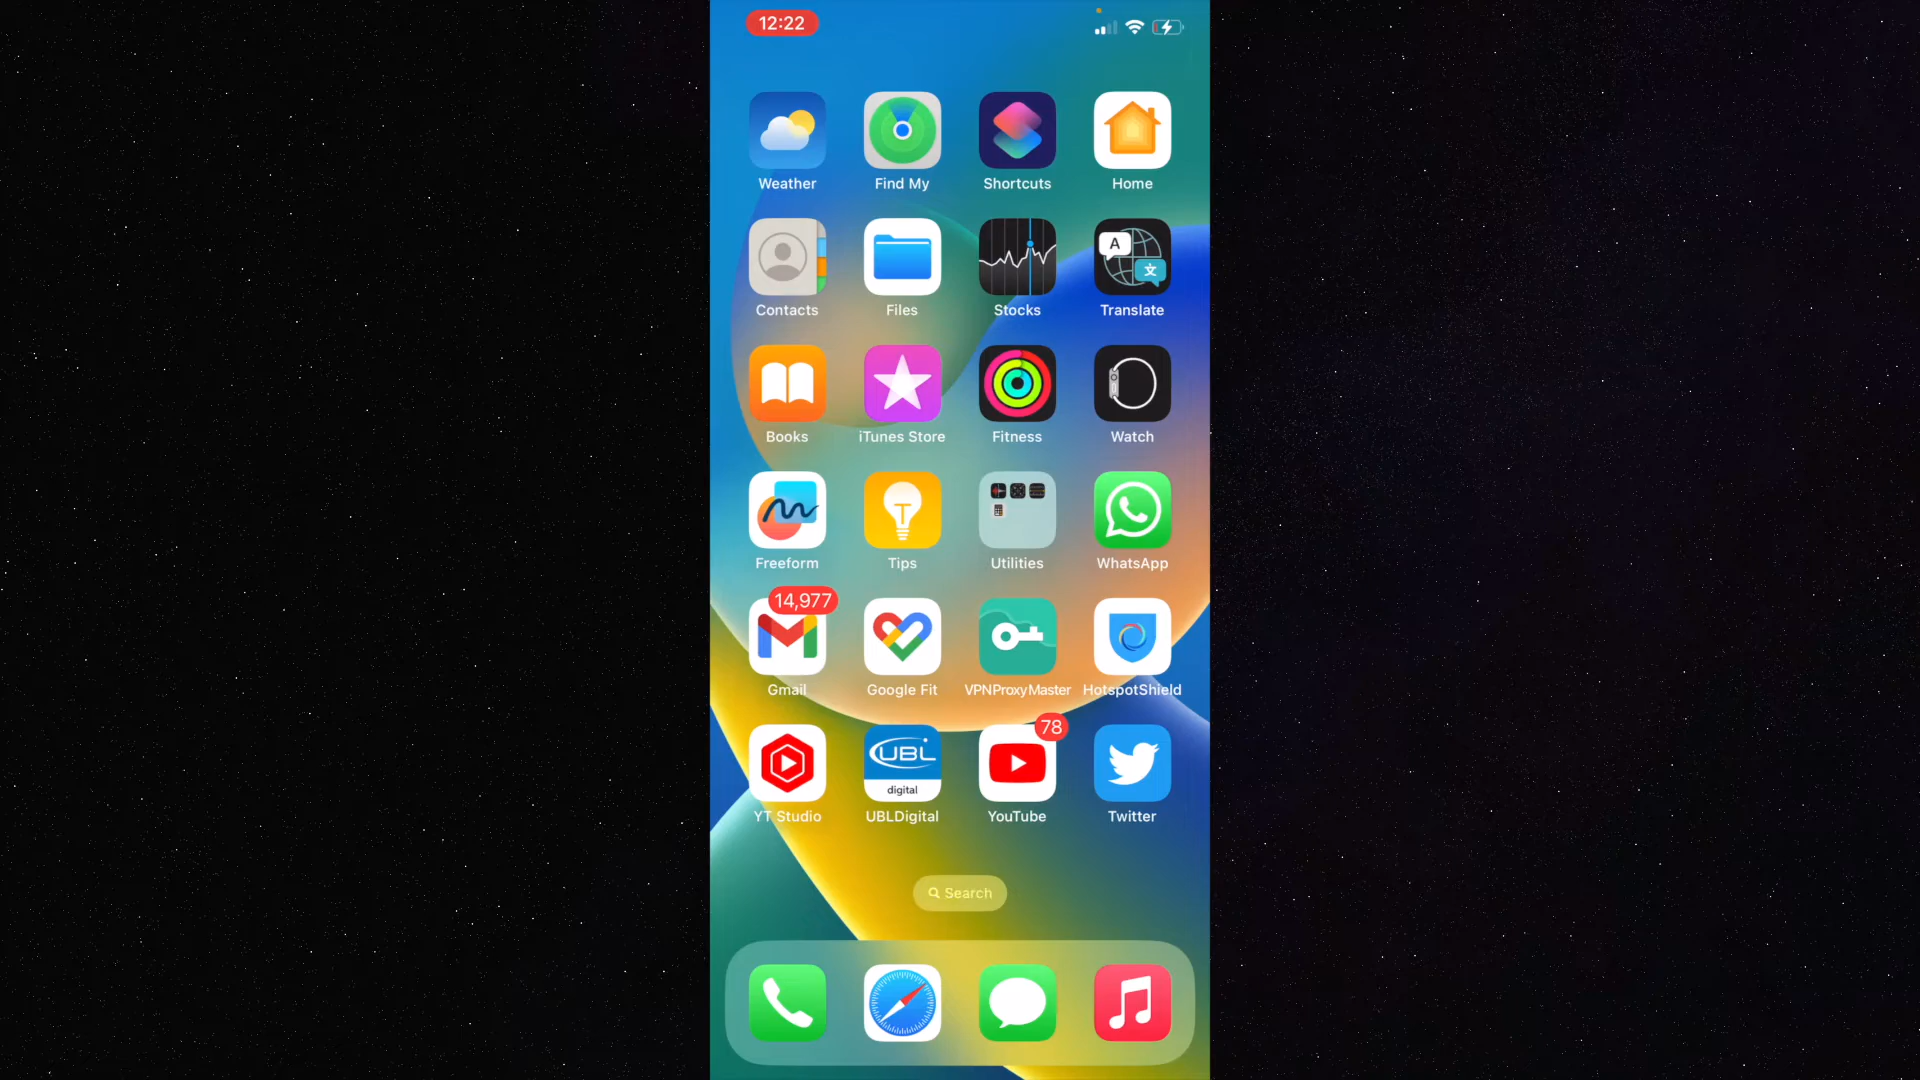 12:22
Weather Find My Shortcuts Home
A 文
Contacts Files Stocks Translate
Books iTunes Store Fitness Watch
Freeform Tips Utilities WhatsApp
14,977
Gmail Google Fit VPNProxyMaster HotspotShield
78
UBL
digital
YT Studio UBLDigital YouTube Twitter
Search